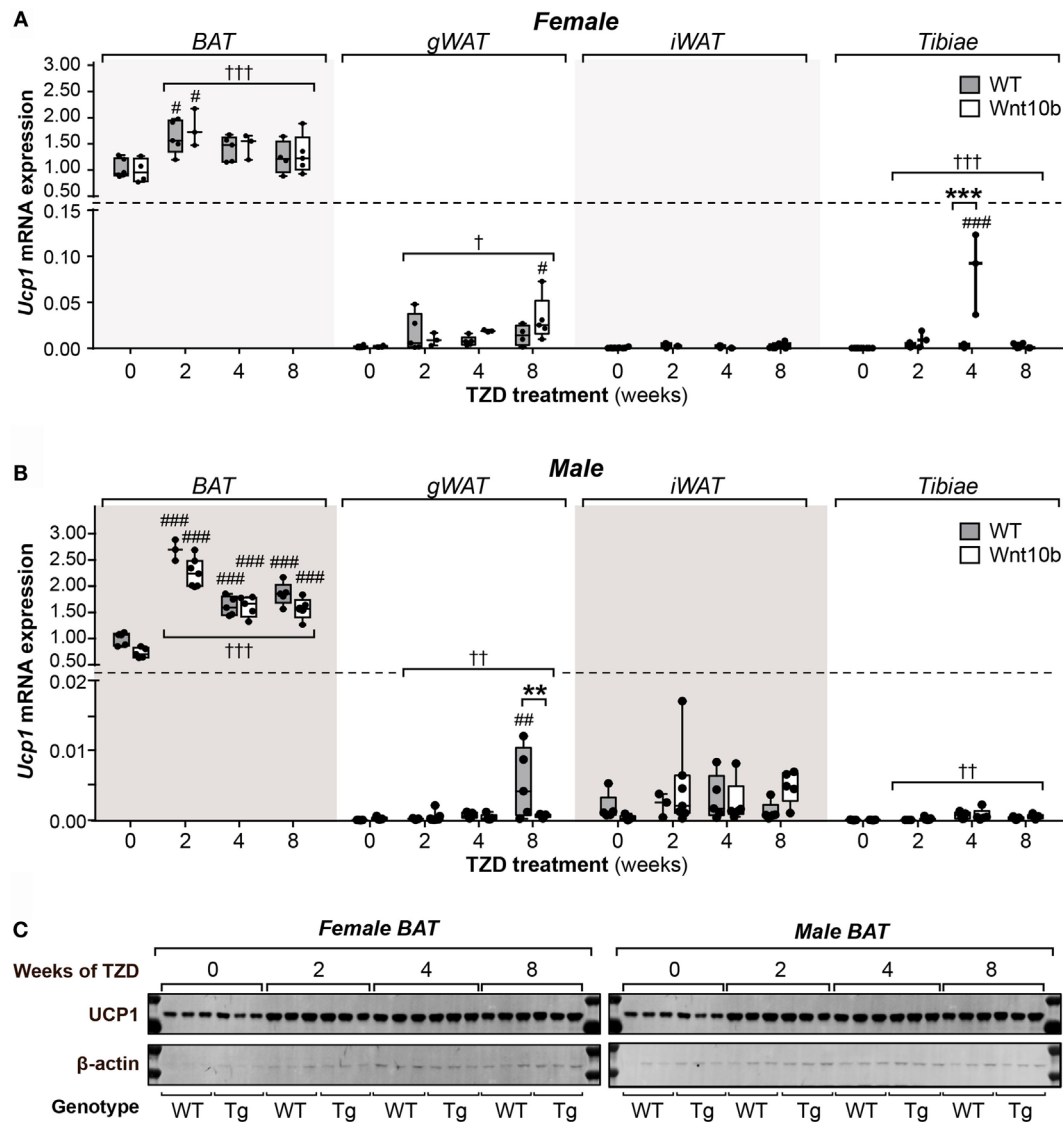 A
Female
BAT gWAT iWAT Tibiae
Ucp1 mRNA expression
3.00
2.50
2.00
1.50
1.00
0.50
0.15
0.10
0.05
0.00
# # ††† † # ††† *** ###
WT
Wnt10b
0 2 4 8 0 2 4 8 0 2 4 8 0 2 4 8
TZD treatment (weeks)
B
Male
BAT gWAT iWAT Tibiae
Ucp1 mRNA expression
3.00
2.50
2.00
1.50
1.00
0.50
0.02
0.01
0.00
### ### ### ### ### ### ††† †† ** ## ††
WT
Wnt10b
0 2 4 8 0 2 4 8 0 2 4 8 0 2 4 8
TZD treatment (weeks)
C
Female BAT Male BAT
Weeks of TZD 0 2 4 8 0 2 4 8
UCP1
β-actin
Genotype WT Tg WT Tg WT Tg WT Tg WT Tg WT Tg WT Tg WT Tg